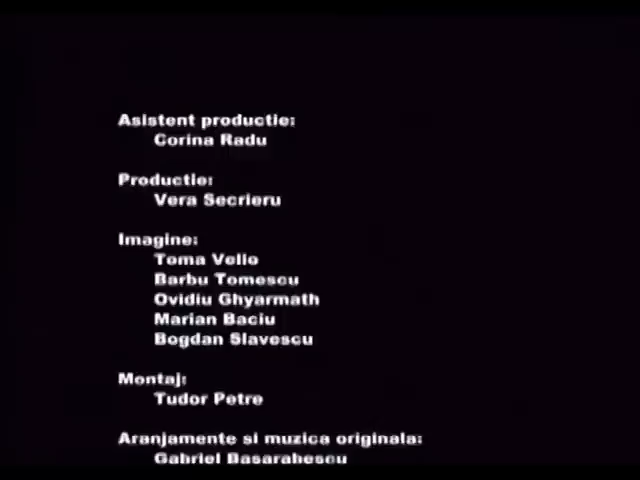 Asistent productie:
Corina Radu
Productie:
Vera Secrieru
Imagine:
Toma Velio
Barbu Tomescu
Ovidiu Ghyarmath
Marian Baciu
Bogdan Slavescu
Montaj:
Tudor Petre
Aranjamente si muzica originala:
Gabriel Basarabescu